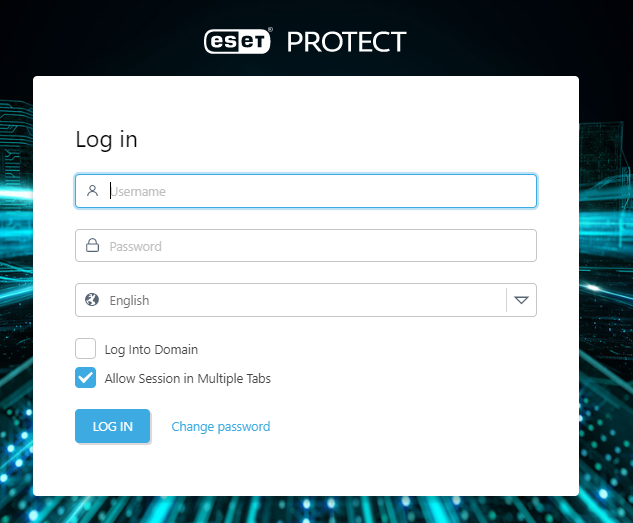 eseT® PROTECT
Log in
Username
Password
English
Log Into Domain
Allow Session in Multiple Tabs
LOG IN Change password